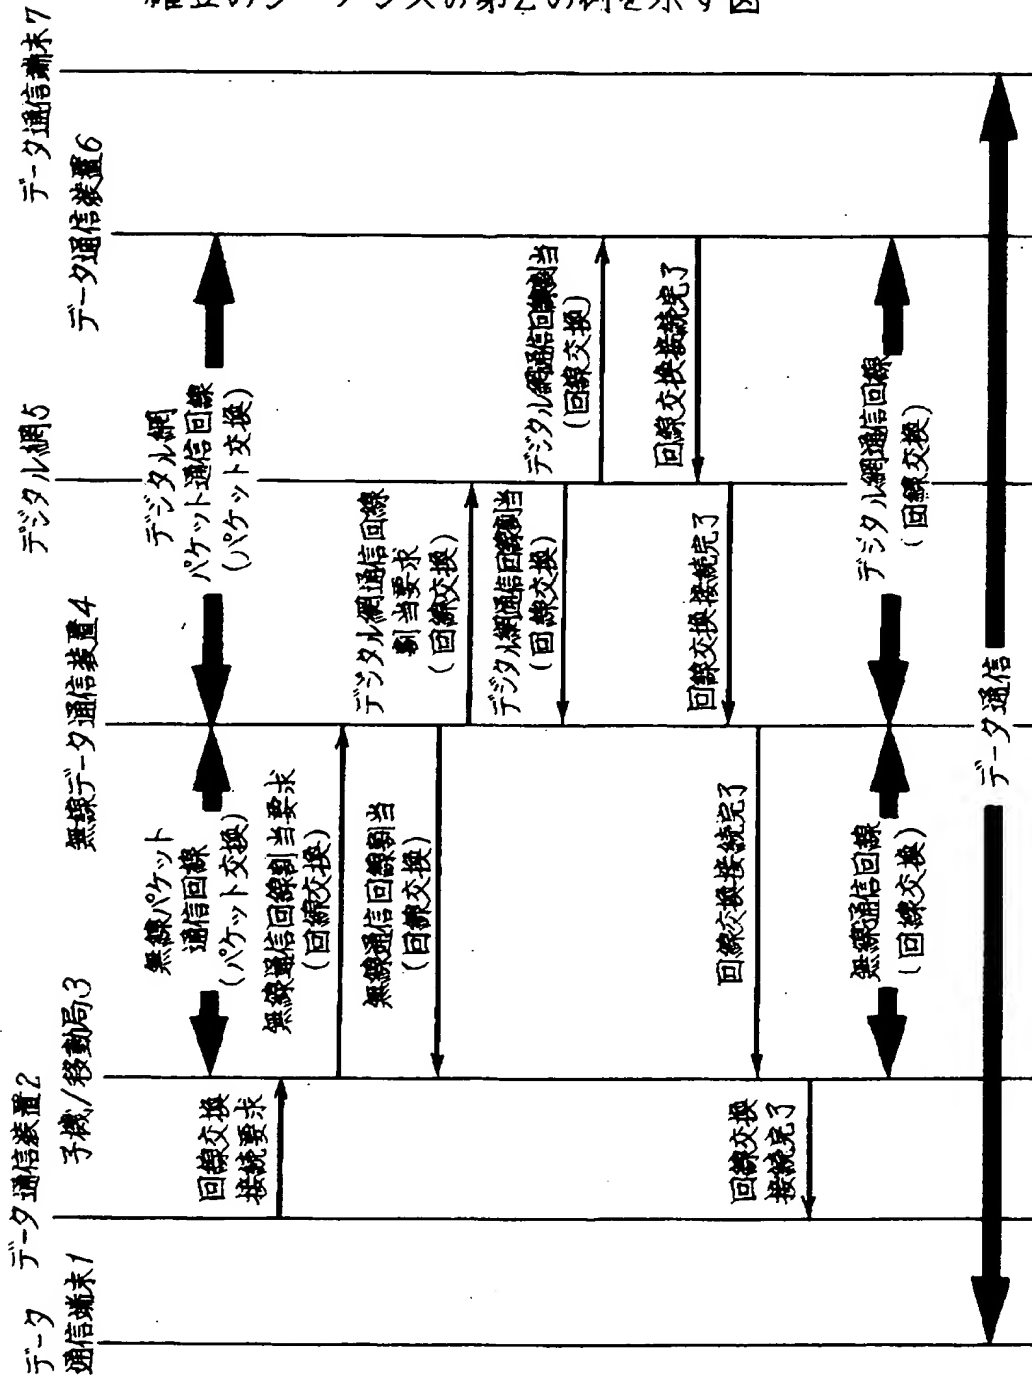 データ
通信端末1
データ通信装置2
子機/移動局3
無線データ通信装置4
デジタル網5
データ通信装置6
データ通信端末7
無線パケット
通信回線
(パケット交換)
デジタル網
パケット通信回線
(パケット交換)
回線交換
接続要求
無線通信回線割当要求
(回線交換)
無線通信回線割当
(回線交換)
デジタル網通信回線
割当要求
(回線交換)
デジタル網通信回線割当
(回線交換)
デジタル網通信回線割当
(回線交換)
回線交換接続完了
回線交換接続完了
回線交換接続完了
回線交換
接続完了
無線通信回線
(回線交換)
デジタル網通信回線
(回線交換)
データ通信